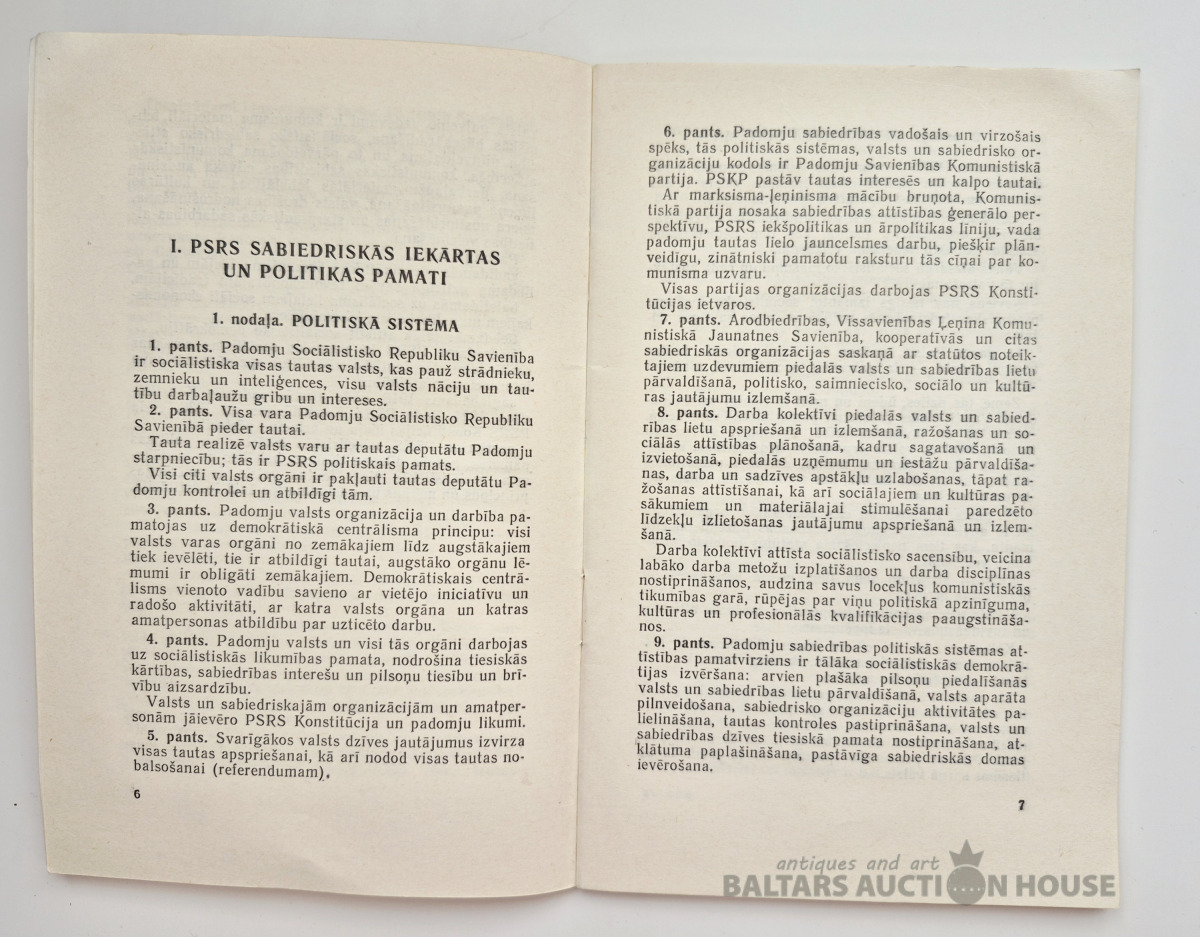 I. PSRS SABIEDRISKĀS IEKĀRTAS
UN POLITIKAS PAMATI
1. nodaļa. POLITISKĀ SISTĒMA
1. pants. Padomju Sociālistisko Republiku Savienība
ir sociālistiska visas tautas valsts, kas pauž strādnieku,
zemnieku un inteliģences, visu valsts nāciju un tau-
tību darbaļaužu gribu un intereses.
2. pants. Visa vara Padomju Sociālistisko Republiku
Savienībā pieder tautai.
Tauta realizē valsts varu ar tautas deputātu Padomju
starpniecību; tās ir PSRS politiskais pamats.
Visi citi valsts orgāni ir pakļauti tautas deputātu Pa-
domju kontrolei un atbildīgi tām.
3. pants. Padomju valsts organizācija un darbība pa-
matojas uz demokrātiskā centrālisma principu: visi
valsts varas orgāni no zemākajiem līdz augstākajiem
tiek ievēlēti, tie ir atbildīgi tautai, augstāko orgānu lē-
mumi ir obligāti zemākajiem. Demokrātiskais centrā-
lisms vienoto vadību savieno ar vietējo iniciatīvu un
radošo aktivitāti, ar katra valsts orgāna un katras
amatpersonas atbildību par uzticēto darbu.
4. pants. Padomju valsts un visi tās orgāni darbojas
uz sociālistiskās likumības pamata, nodrošina tiesiskās
kārtības, sabiedrības interešu un pilsoņu tiesību un brī-
vību aizsardzību.
Valsts un sabiedriskajām organizācijām un amatper-
sonām jāievēro PSRS Konstitūcija un padomju likumi.
5. pants. Svarīgākos valsts dzīves jautājumus izvirza
visas tautas apspriešanai, kā arī nodod visas tautas no-
balsošanai (referendumam).
6
6. pants. Padomju sabiedrības vadošais un virzošais
spēks, tās politiskās sistēmas, valsts un sabiedrisko or-
ganizāciju kodols ir Padomju Savienības Komunistiskā
partija. PSKP pastāv tautas interesēs un kalpo tautai.
Ar marksisma-ļeņinisma mācību bruņota, Komunis-
tiskā partija nosaka sabiedrības attīstības ģenerālo per-
spektīvu, PSRS iekšpolitikas un ārpolitikas līniju, vada
padomju tautas lielo jauncelsmes darbu, piešķir plān-
veidīgu, zinātniski pamatotu raksturu tās cīņai par ko-
munisma uzvaru.
Visas partijas organizācijas darbojas PSRS Konsti-
tūcijas ietvaros.
7. pants. Arodbiedrības, Vissavienības Ļeņina Komu-
nistiskā Jaunatnes Savienība, kooperatīvās un citas
sabiedriskās organizācijas saskaņā ar statūtos noteik-
tajiem uzdevumiem piedalās valsts un sabiedrības lietu
pārvaldīšanā, politisko, saimniecisko, sociālo un kultū-
ras jautājumu izlemšanā.
8. pants. Darba kolektīvi piedalās valsts un sabied-
rības lietu apspriešanā un izlemšanā, ražošanas un so-
ciālās attīstības plānošanā, kadru sagatavošanā un
izvietošanā, piedalās uzņēmumu un iestāžu pārvaldīša-
nas, darba un sadzīves apstākļu uzlabošanas, tāpat ra-
žošanas attīstīšanai, kā arī sociālajiem un kultūras pa-
sākumiem un materiālajai stimulēšanai paredzēto
līdzekļu izlietošanas jautājumu apspriešanā un izlem-
šanā.
Darba kolektīvi attīsta sociālistisko sacensību, veicina
labāko darba metožu izplatīšanos un darba disciplīnas
nostiprināšanos, audzina savus locekļus komunistiskās
tikumības garā, rūpējas par viņu politiskā apzinīguma,
kultūras un profesionālās kvalifikācijas paaugstināša-
nos.
9. pants. Padomju sabiedrības politiskās sistēmas at-
tīstības pamatvirziens ir tālāka sociālistiskās demokrā-
tijas izvēršana: arvien plašāka pilsoņu piedalīšanās
valsts un sabiedrības lietu pārvaldīšanā, valsts aparāta
pilnveidošana, sabiedrisko organizāciju aktivitātes pa-
lielināšana, tautas kontroles pastiprināšana, valsts un
sabiedrības dzīves tiesiskā pamata nostiprināšana, at-
klātuma paplašināšana, pastāvīga sabiedriskās domas
ievērošana.
7
antiques and art
BALTARS AUCTION HOUSE